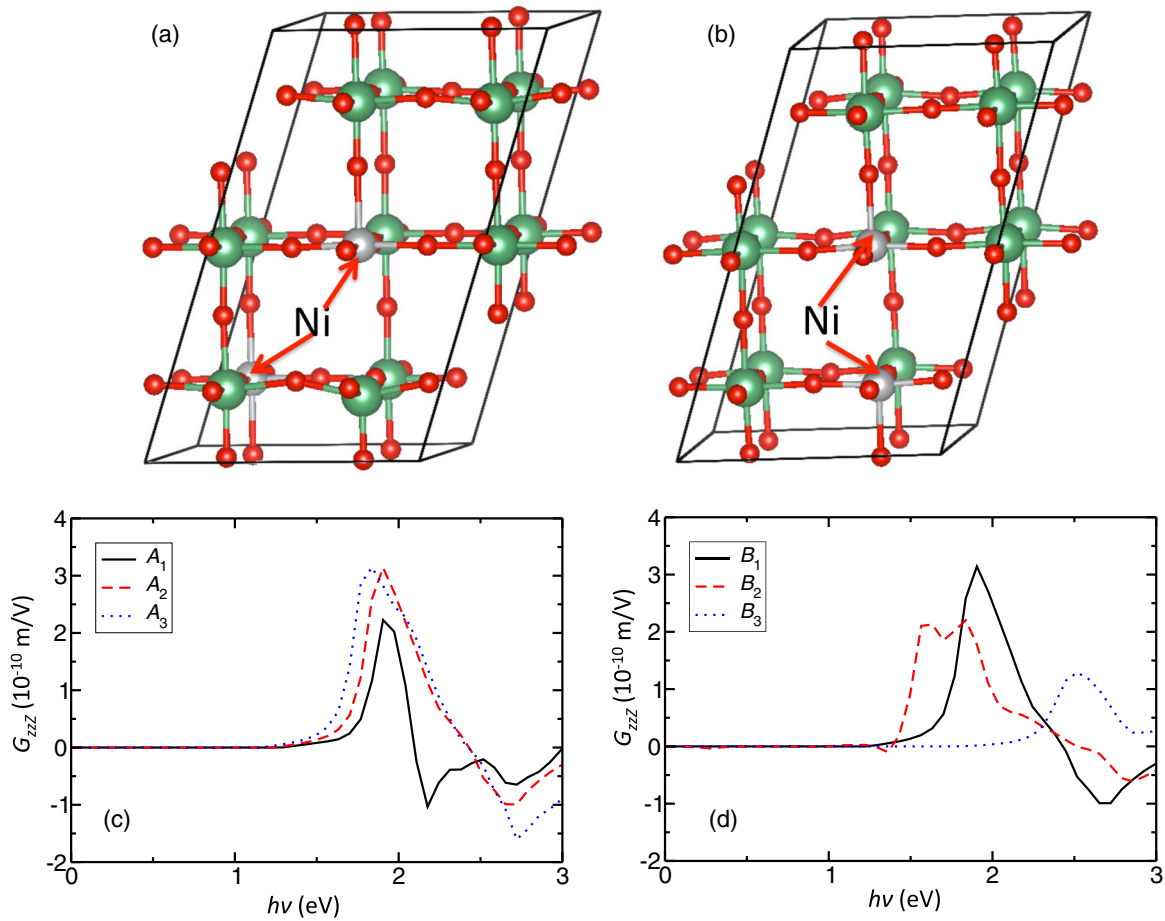 (a)
(b)
Ni
Ni
4
3
2
1
0
-1
-2
G_zzZ (10^-10 m/V)
A_1
A_2
A_3
(c)
0
1
2
3
hν (eV)
4
3
2
1
0
-1
-2
G_zzZ (10^-10 m/V)
B_1
B_2
B_3
(d)
0
1
2
3
hν (eV)